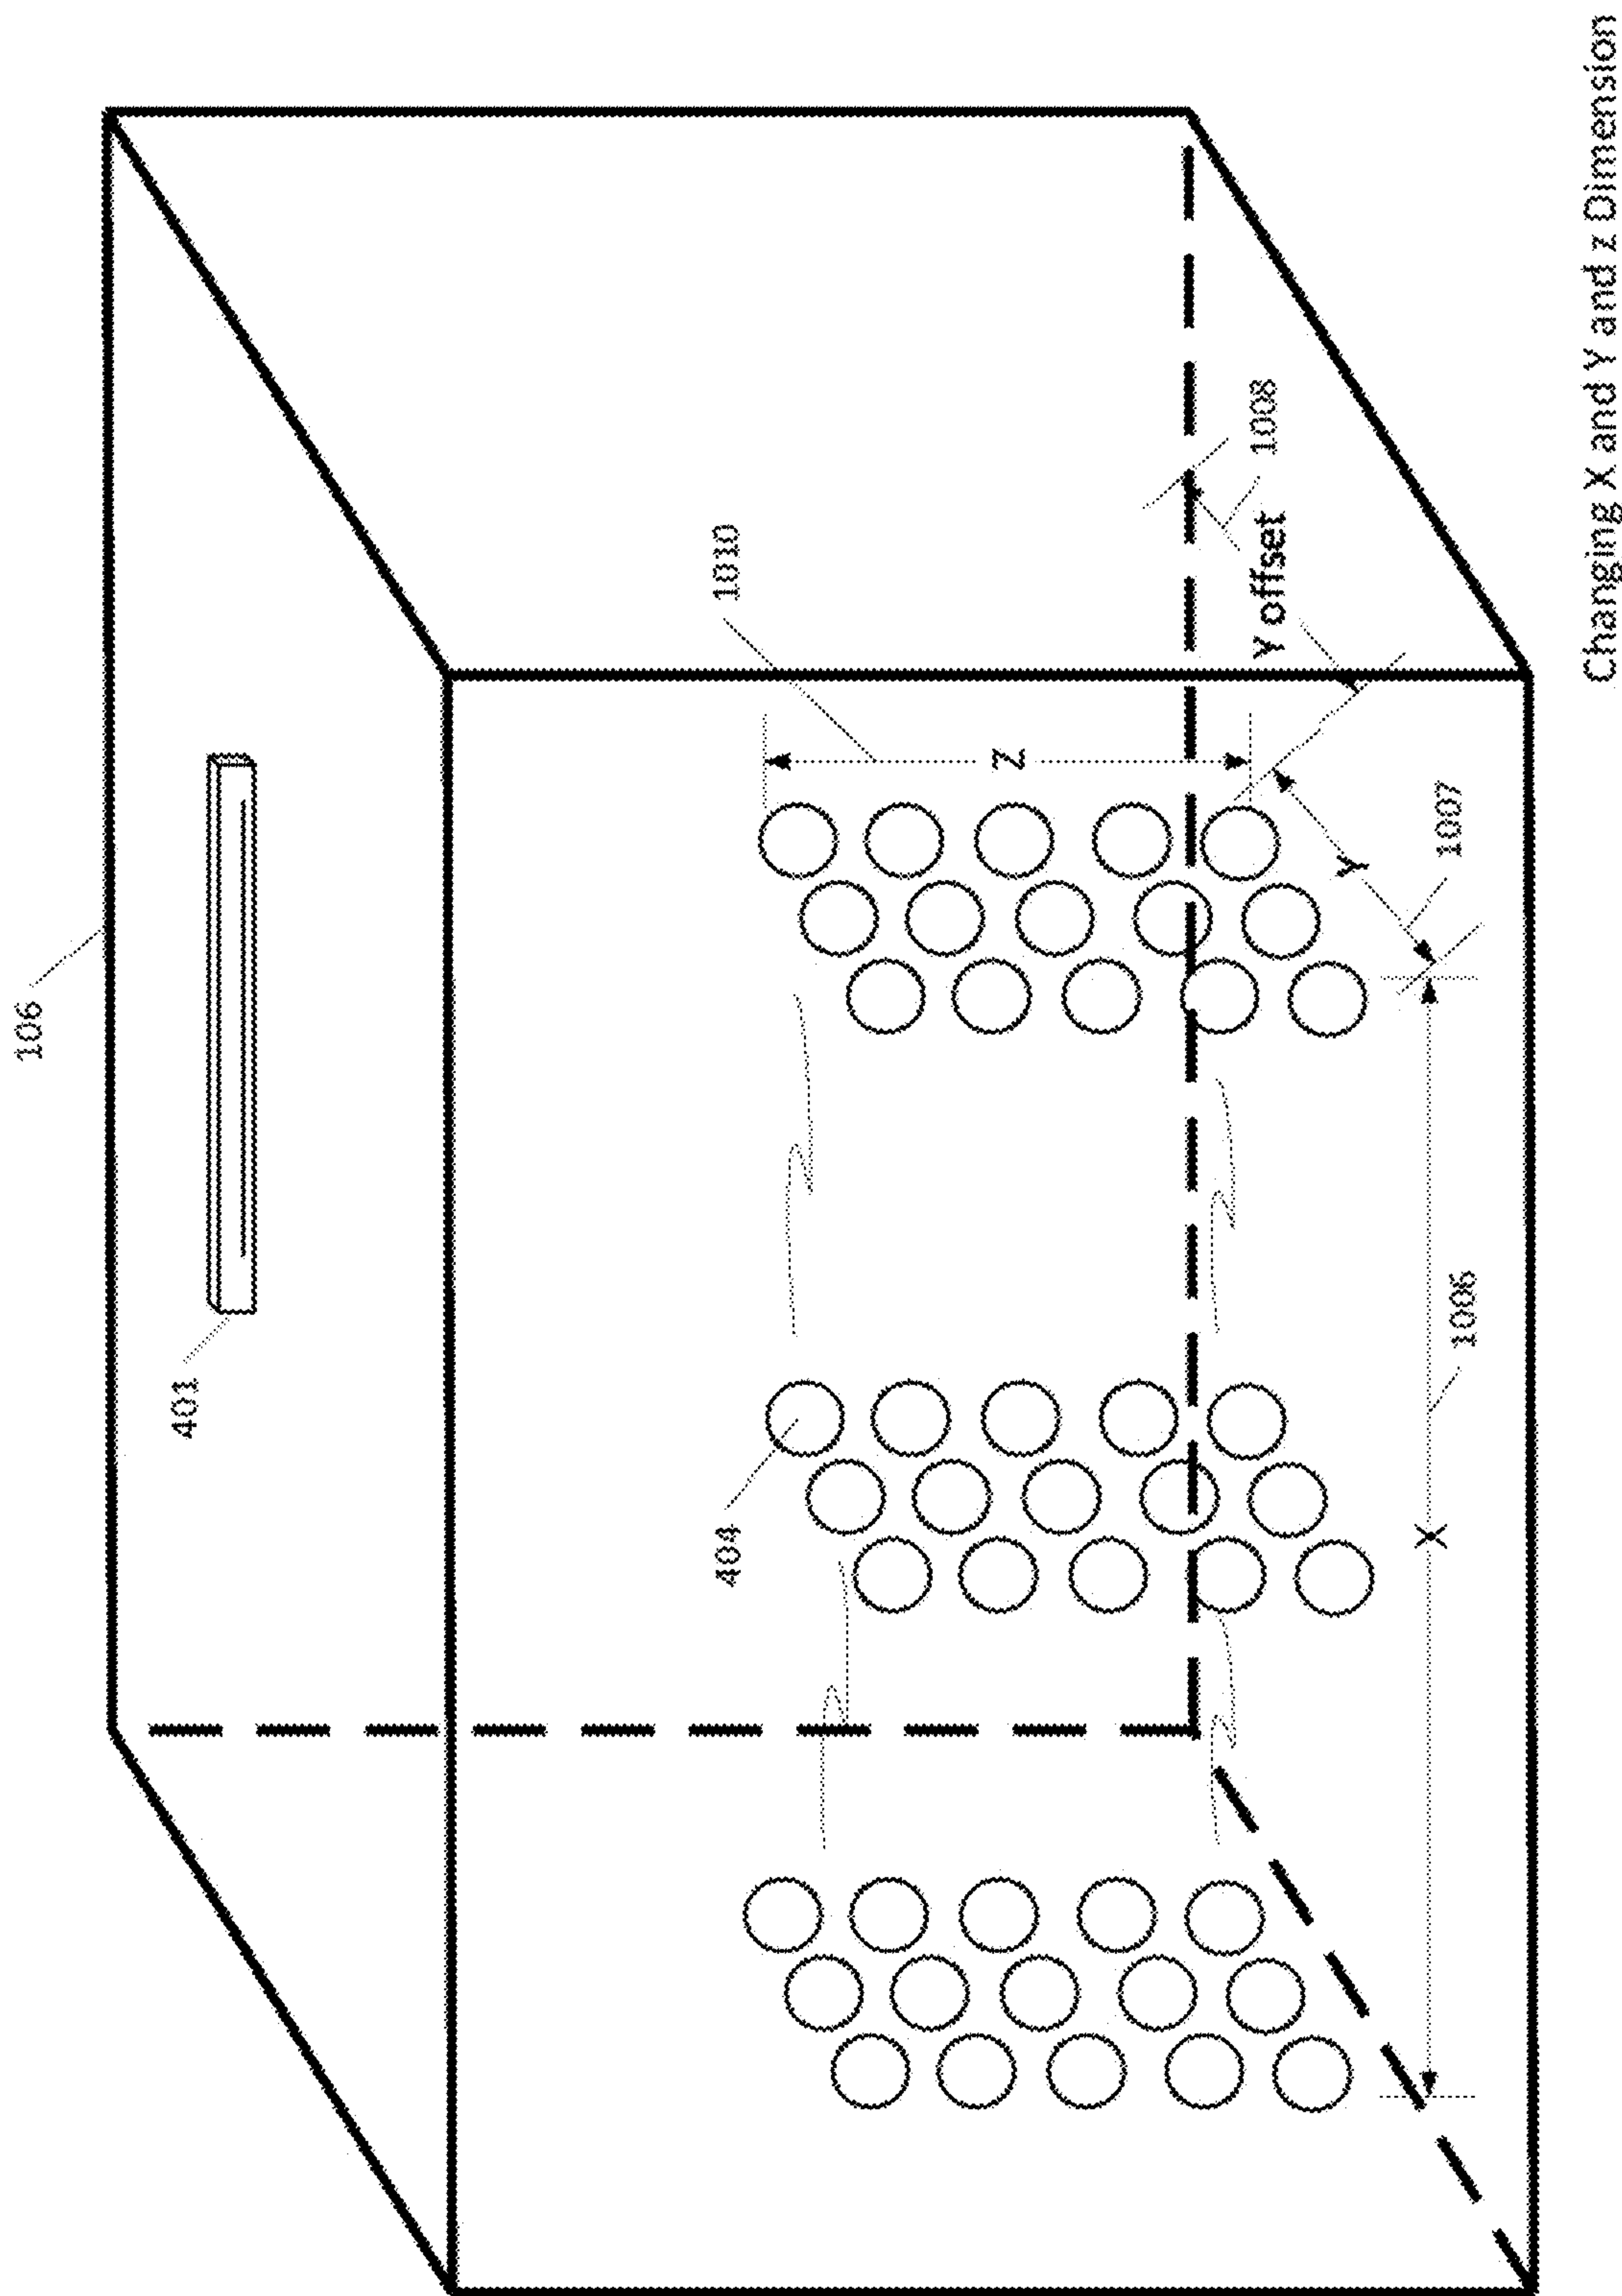 106
401
404
1010
Z
Y offset
1008
Y
1007
X
1006
Changing X and Y and z Dimension